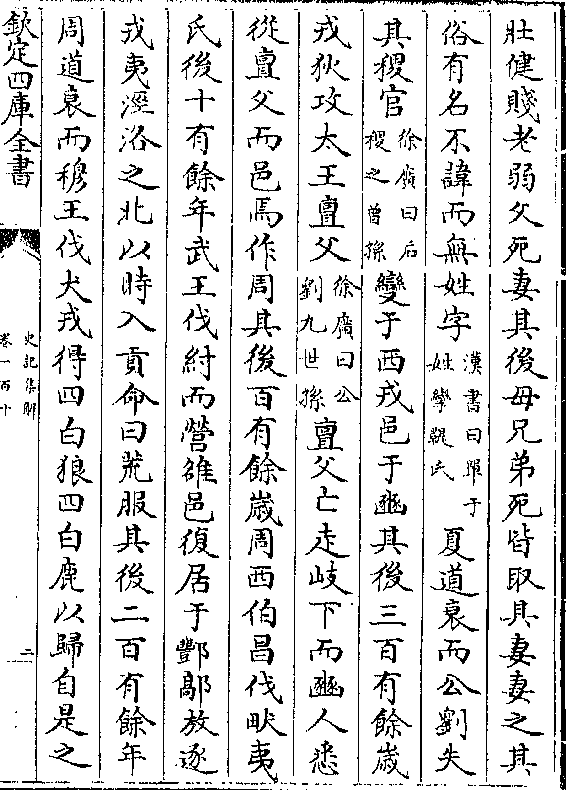 壯健賤老弱父死妻其後母兄弟死皆取其妻妻之其
俗有名不諱而無姓字漢書曰單于姓攣鞮氏夏道衰而公劉失
其稷官徐廣曰后稷之曽孫變于西戎邑于豳其後三百有餘歳
戎狄攻太王亶父徐廣曰公劉九世孫亶父亡走岐下而豳人悉
從亶父而邑焉作周其後百有餘歳周西伯昌伐畎夷
氏後十有餘年武王伐紂而營雒邑復居于酆鄗放逐
戎夷涇洛之北以時入貢命曰荒服其後二百有餘年
周道衰而穆王伐犬戎得四白狼四白鹿以歸自是之
欽定四庫全書
史記集解
卷一百十
二